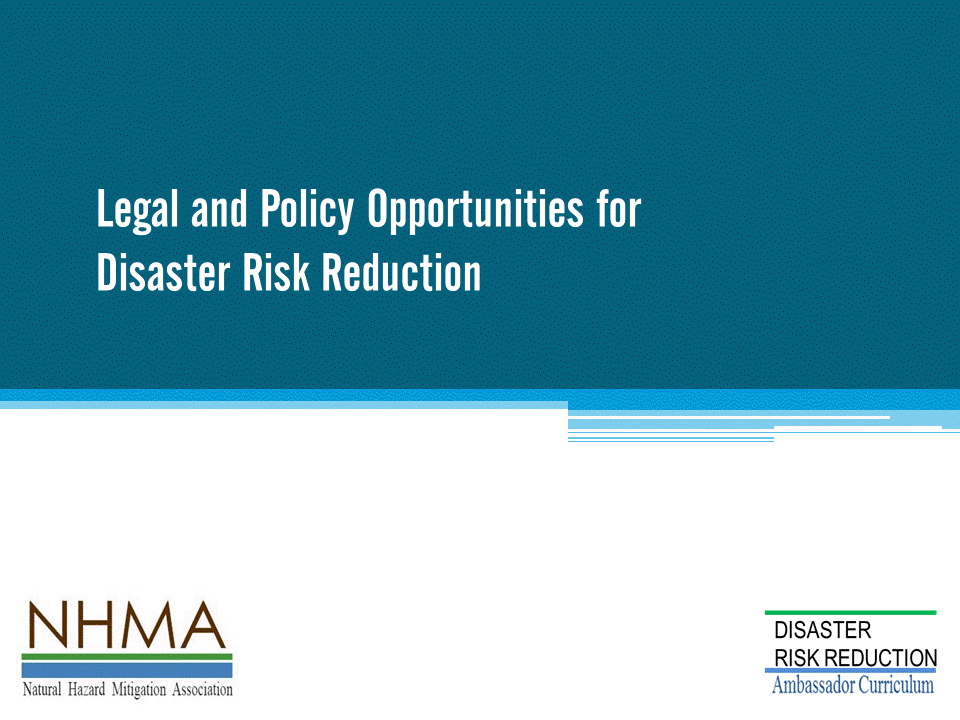 Legal and Policy Opportunities for
Disaster Risk Reduction
NHMA
Natural Hazard Mitigation Association
DISASTER
RISK REDUCTION
Ambassador Curriculum